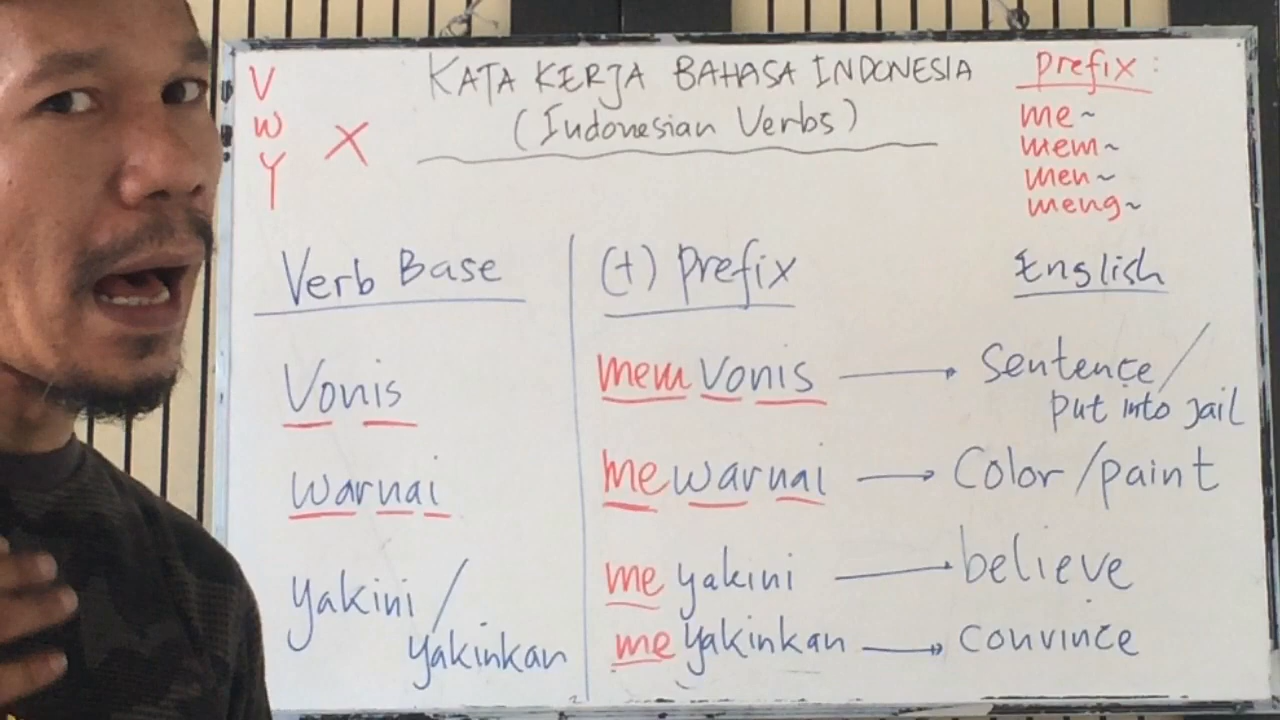 V
W
Y
X
KATA KERJA BAHASA INDONESIA
(Indonesian Verbs)
Prefix:
me~
mem~
men~
meng~
Verb Base
(+) Prefix
English
Vonis
memvonis
Sentence/
put into jail
warnai
mewarnai
Color/paint
yakini/
yakinkan
meyakini
believe
meyakinkan
convince